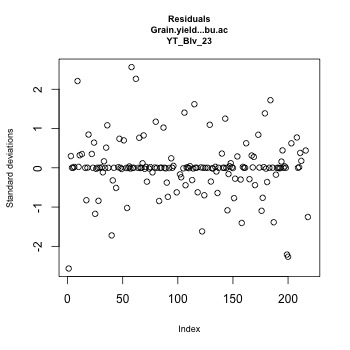 Residuals
Grain.yield...bu.ac
YT_Blv_23
Standard deviations
2
1
0
-1
-2
0
50
100
150
200
Index